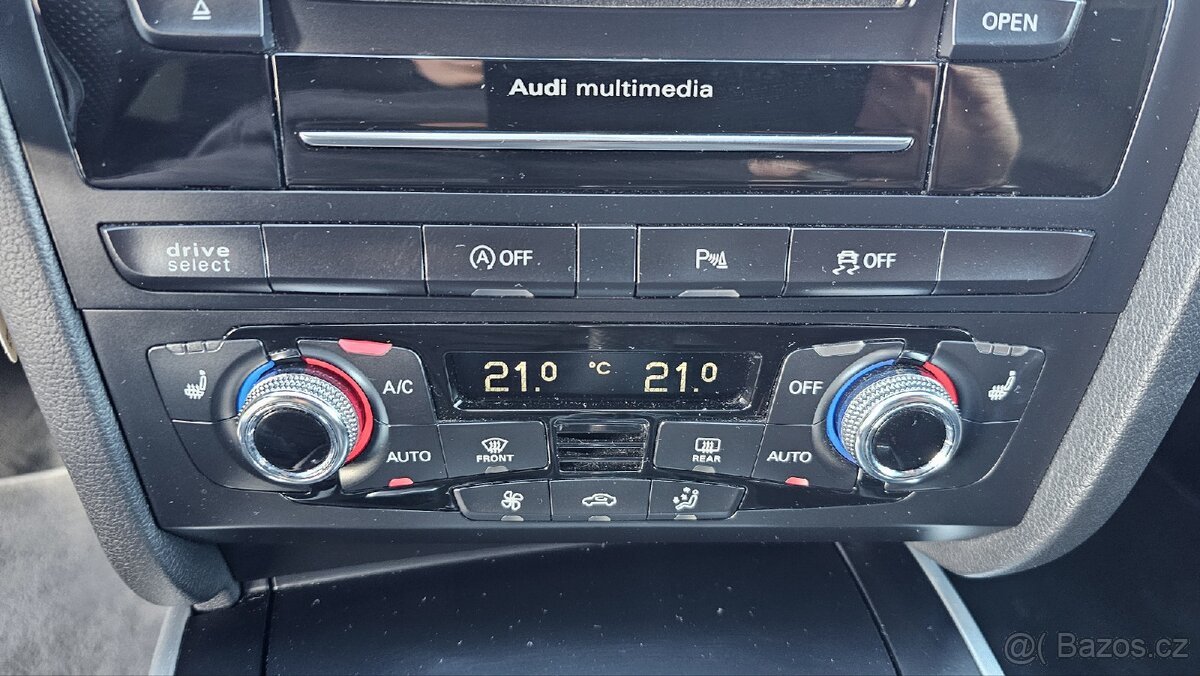 OPEN
Audi multimedia
drive
select
A OFF
P
OFF
A/C
21.0 °C 21.0
OFF
AUTO
FRONT
REAR
AUTO
@( Bazos.cz